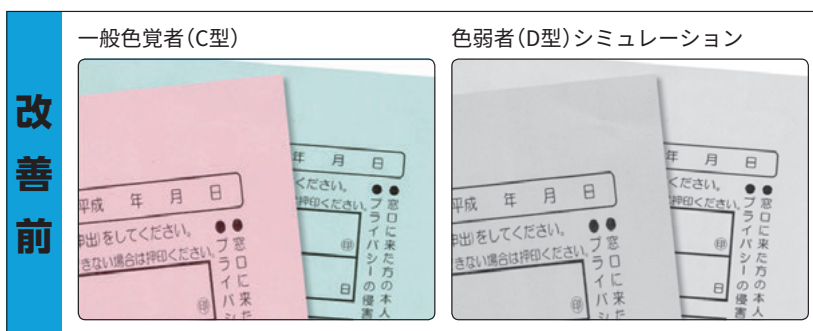 改善前
一般色覚者(C型)
平成 年 月 日
申出)をしてください。
きない場合は押印ください。
印
●窓口に来た
●プライバシ
年 月 日
ください。
押印ください。
印
日
●窓口に来た方の本人
●プライバシーの侵害
色弱者(D型)シミュレーション
平成 年 月 日
申出)をしてください。
きない場合は押印ください。
印
●窓口に来た
●プライバシ
年 月 日
ください。
押印ください。
印
日
●窓口に来た方の本人
●プライバシーの侵害